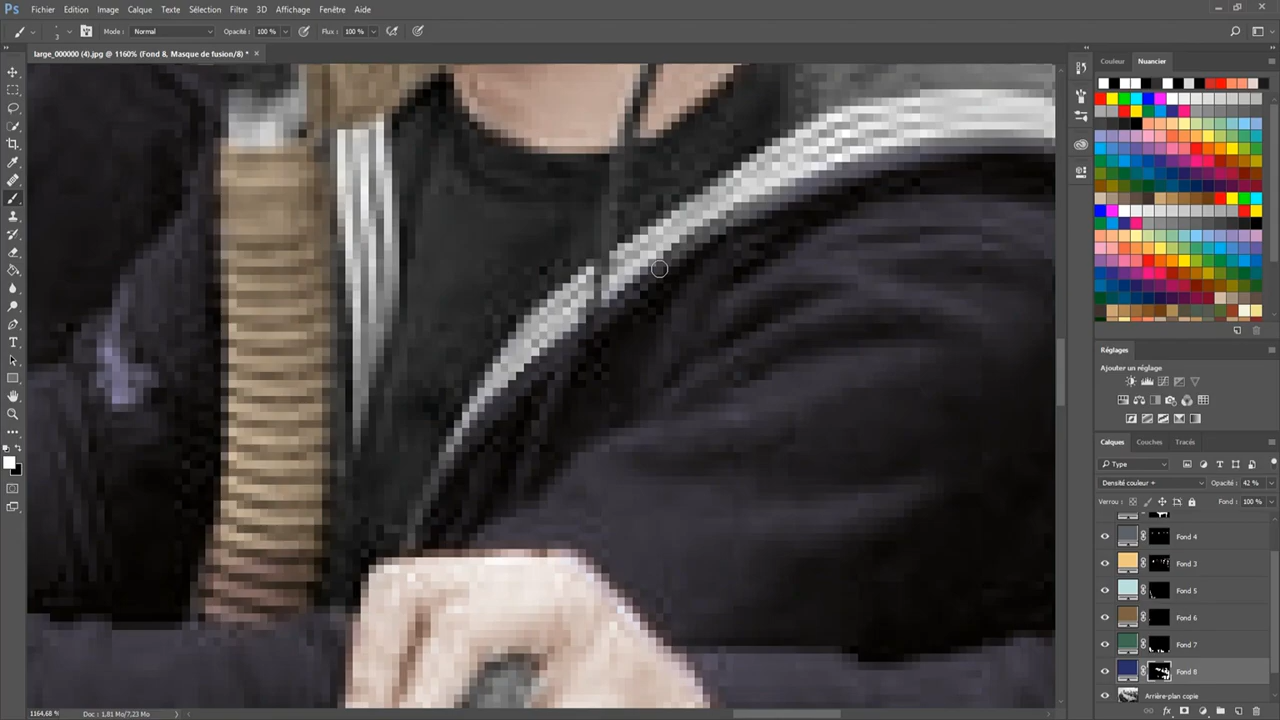 Ps Fichier Edition Image Calque Texte Sélection Filtre 3D Affichage Fenêtre Aide
3 Mode : Normal Opacité : 100 % Flux : 100 %
large_000000 (4).jpg @ 1160% (Fond 8, Masque de fusion/8) * ×
Couleur Nuancier
Réglages
Ajouter un réglage
Calques Couches Tracés
Type
Densité couleur + Opacité : 42 %
Verrou : Fond : 100 %
Fond 4
Fond 3
Fond 5
Fond 6
Fond 7
Fond 8
Arrière-plan copie
1164,68 % Doc : 1,81 Mo/7,23 Mo